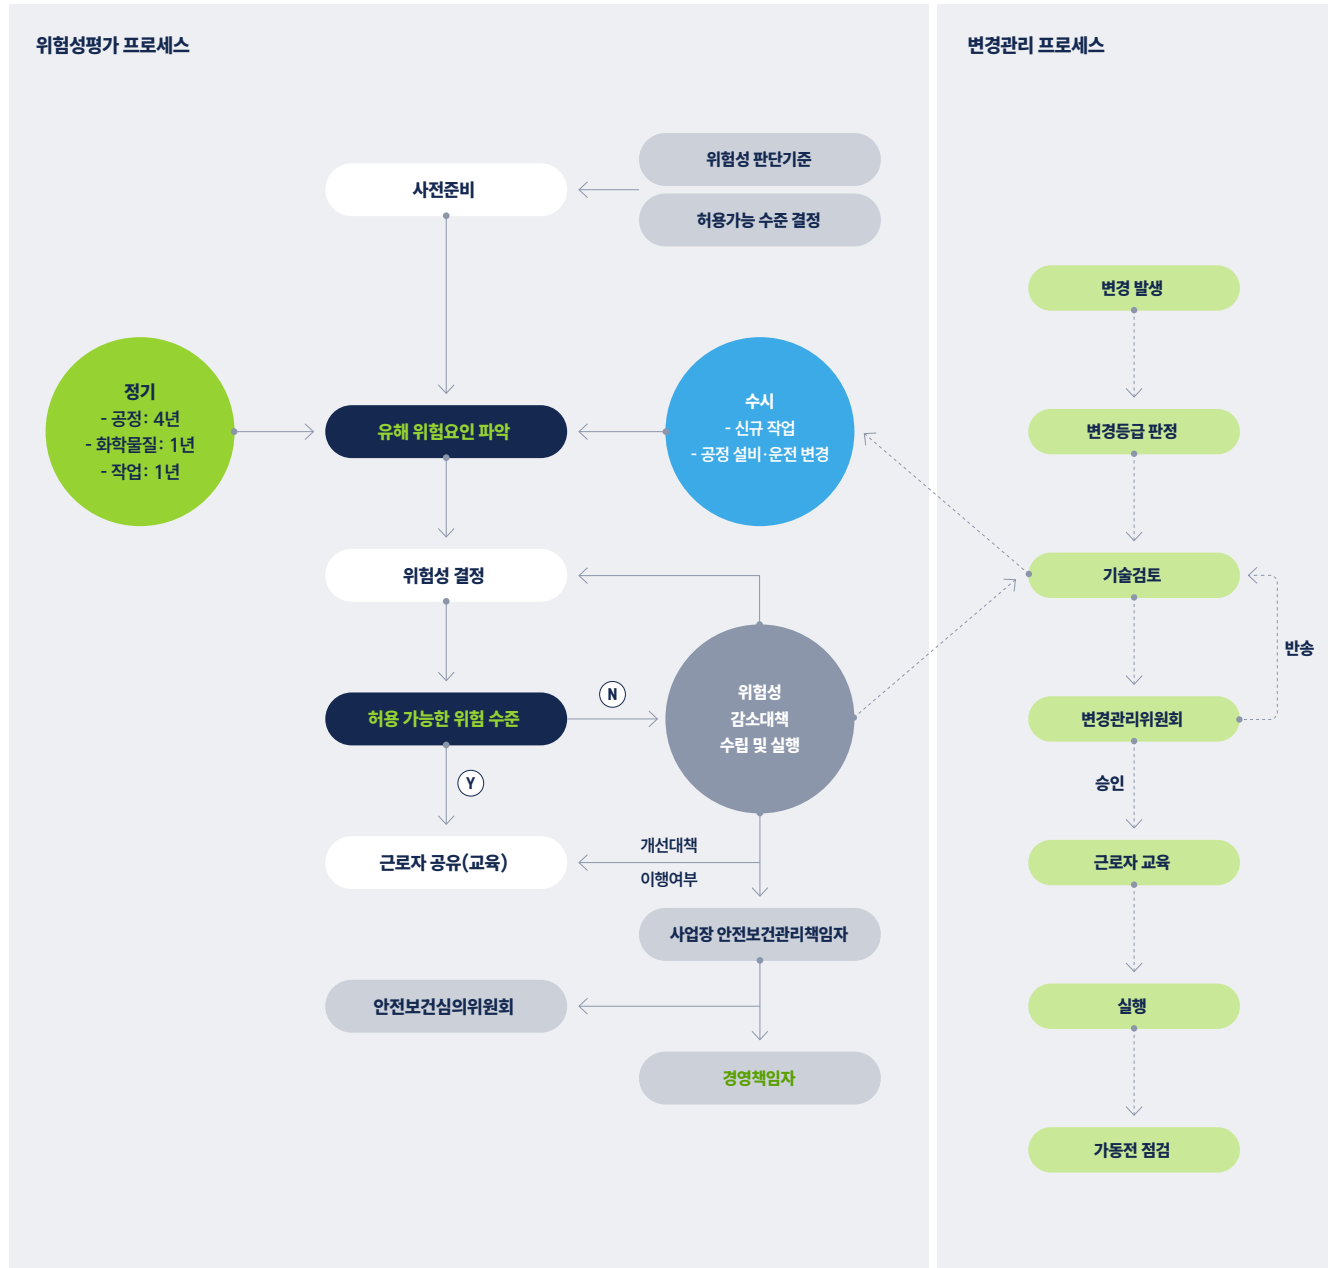 위험성평가 프로세스
사전준비
위험성 판단기준
허용가능 수준 결정
정기
- 공정: 4년
- 화학물질: 1년
- 작업: 1년
유해 위험요인 파악
수시
- 신규 작업
- 공정 설비·운전 변경
위험성 결정
허용 가능한 위험 수준
N
위험성
감소대책
수립 및 실행
Y
근로자 공유(교육)
개선대책
이행여부
사업장 안전보건관리책임자
안전보건심의위원회
경영책임자
변경관리 프로세스
변경 발생
변경등급 판정
기술검토
반송
변경관리위원회
승인
근로자 교육
실행
가동전 점검